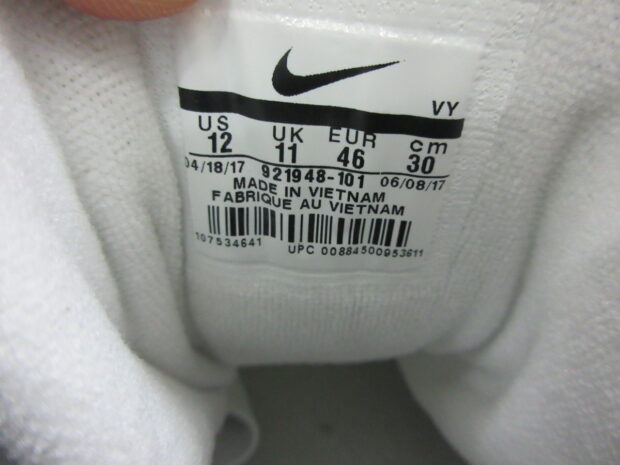 VY
US UK EUR cm
12 11 46 30
04/18/17 921948-101 06/08/17
MADE IN VIETNAM
FABRIQUE AU VIETNAM
107534641
UPC 00884500953611